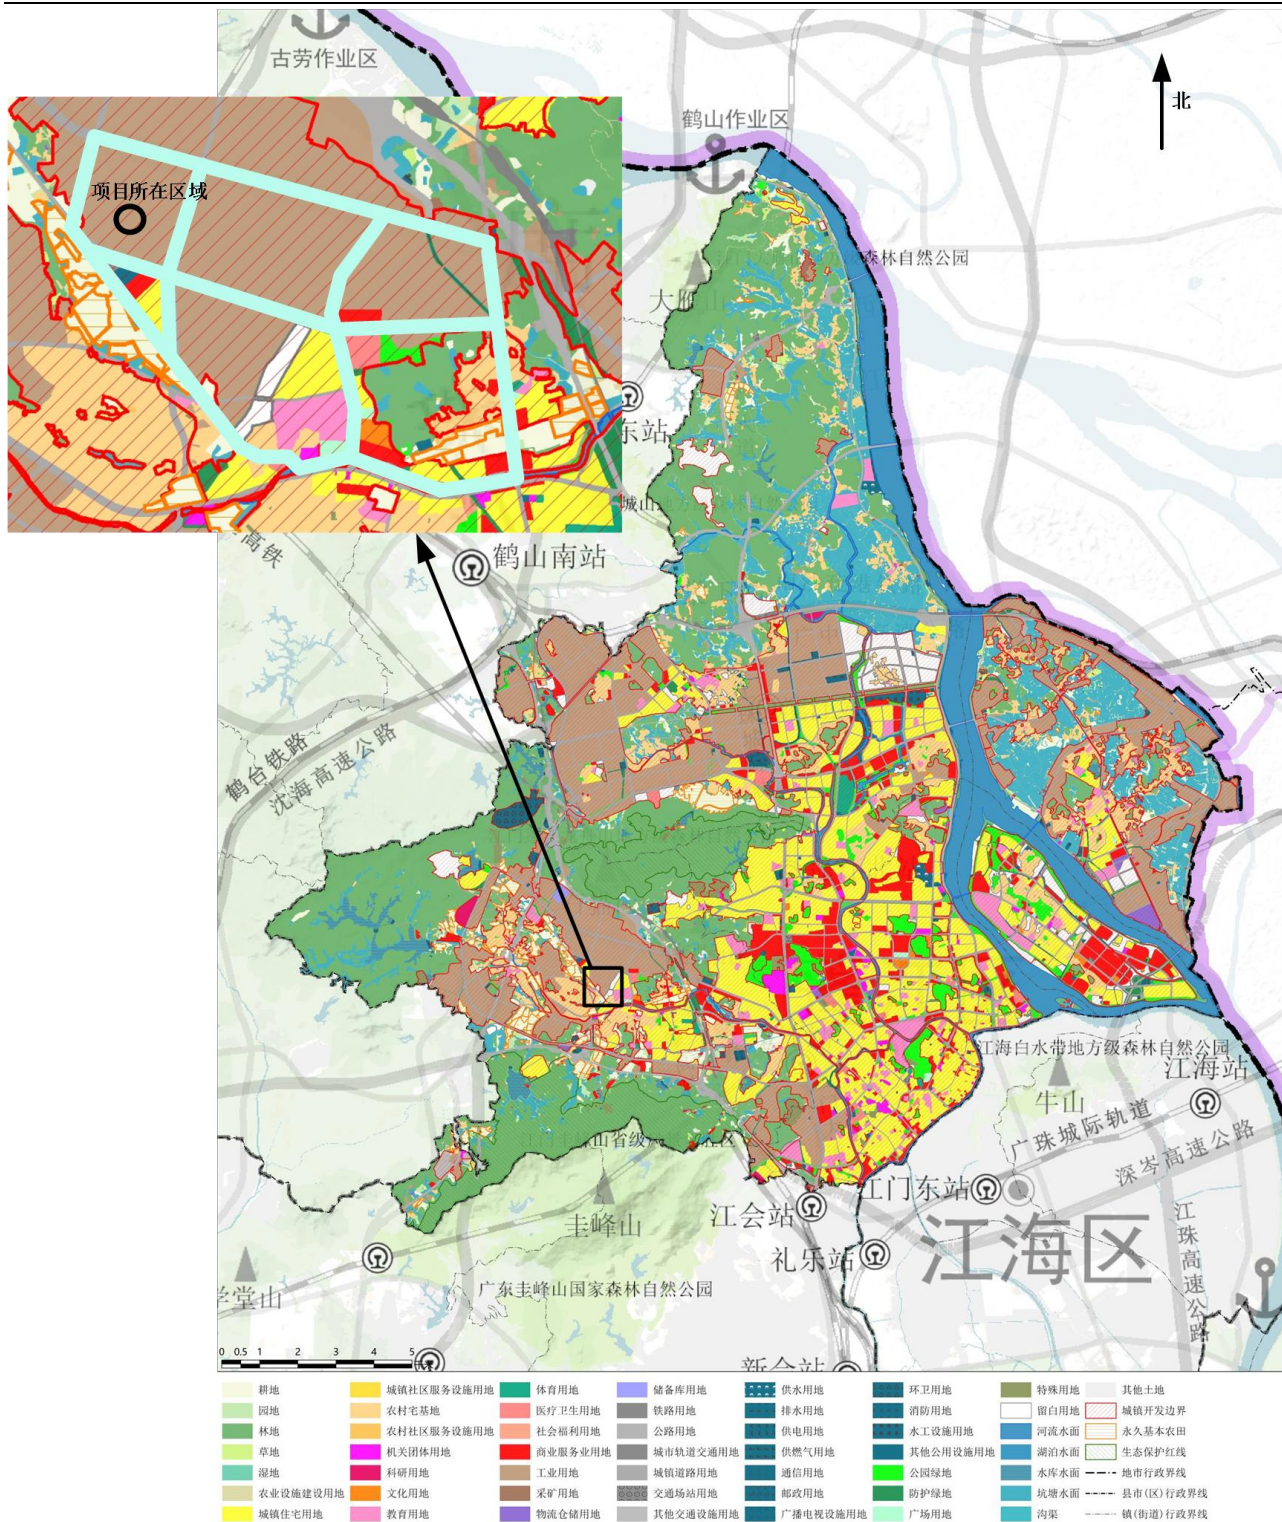 古劳作业区
北
鹤山作业区
项目所在区域
森林自然公园
大雁山
东站
鹤山南站
高铁
鹤台铁路
沈海高速公路
江海白水带地方级森林自然公园
江海站
牛山
广珠城际轨道
深岑高速公路
江门东站
江会站
圭峰山
江海区
礼乐站
江珠高速公路
广东圭峰山国家森林自然公园
堂山
新会站
0 0.5 1 2 3 4 5
耕地 城镇社区服务设施用地 体育用地 储备库用地 供水用地 环卫用地 特殊用地 其他土地
园地 农村宅基地 医疗卫生用地 铁路用地 排水用地 消防用地 留白用地 城镇开发边界
林地 农村社区服务设施用地 社会福利用地 公路用地 供电用地 水工设施用地 河流水面 永久基本农田
草地 机关团体用地 商业服务业用地 城市轨道交通用地 供燃气用地 其他公用设施用地 湖泊水面 生态保护红线
湿地 科研用地 工业用地 城镇道路用地 通信用地 公园绿地 水库水面 地市行政界线
农业设施建设用地 文化用地 采矿用地 交通场站用地 邮政用地 防护绿地 坑塘水面 县市(区)行政界线
城镇住宅用地 教育用地 物流仓储用地 其他交通设施用地 广播电视设施用地 广场用地 沟渠 镇(街道)行政界线